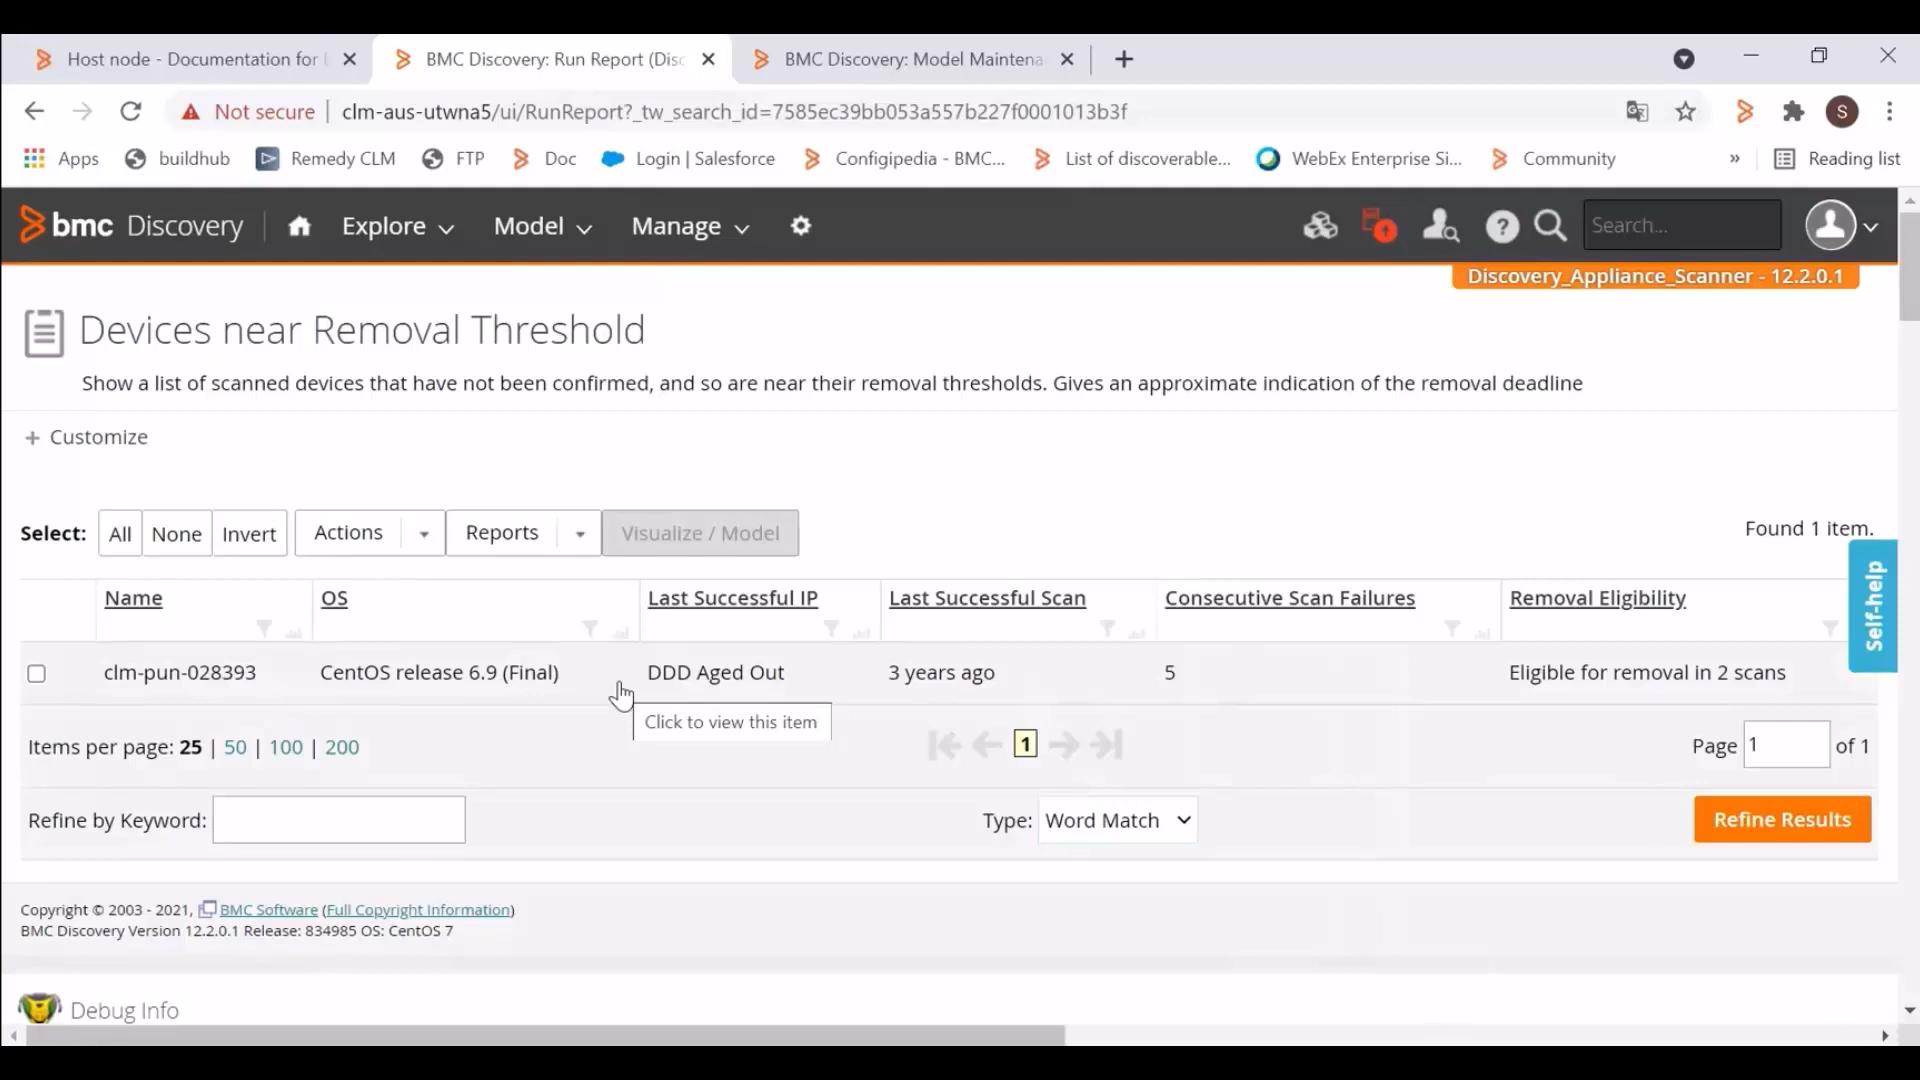 Host node - Documentation for
BMC Discovery: Run Report (Disc
BMC Discovery: Model Maintena
Not secure
clm-aus-utwna5/ui/RunReport?_tw_search_id=7585ec39bb053a557b227f0001013b3f
S
Apps
buildhub
Remedy CLM
FTP
Doc
Login | Salesforce
Configipedia - BMC...
List of discoverable...
WebEx Enterprise Si...
Community
»
Reading list
bmc Discovery
Explore
Model
Manage
Search...
Discovery_Appliance_Scanner - 12.2.0.1
Devices near Removal Threshold
Show a list of scanned devices that have not been confirmed, and so are near their removal thresholds. Gives an approximate indication of the removal deadline
+ Customize
Select:
All
None
Invert
Actions
Reports
Visualize / Model
Found 1 item.
Self-help
Name
OS
Last Successful IP
Last Successful Scan
Consecutive Scan Failures
Removal Eligibility
clm-pun-028393
CentOS release 6.9 (Final)
DDD Aged Out
3 years ago
5
Eligible for removal in 2 scans
Click to view this item
Items per page: 25 | 50 | 100 | 200
1
Page 1 of 1
Refine by Keyword:
Type: Word Match
Refine Results
Copyright © 2003 - 2021, BMC Software (Full Copyright Information)
BMC Discovery Version 12.2.0.1 Release: 834985 OS: CentOS 7
Debug Info